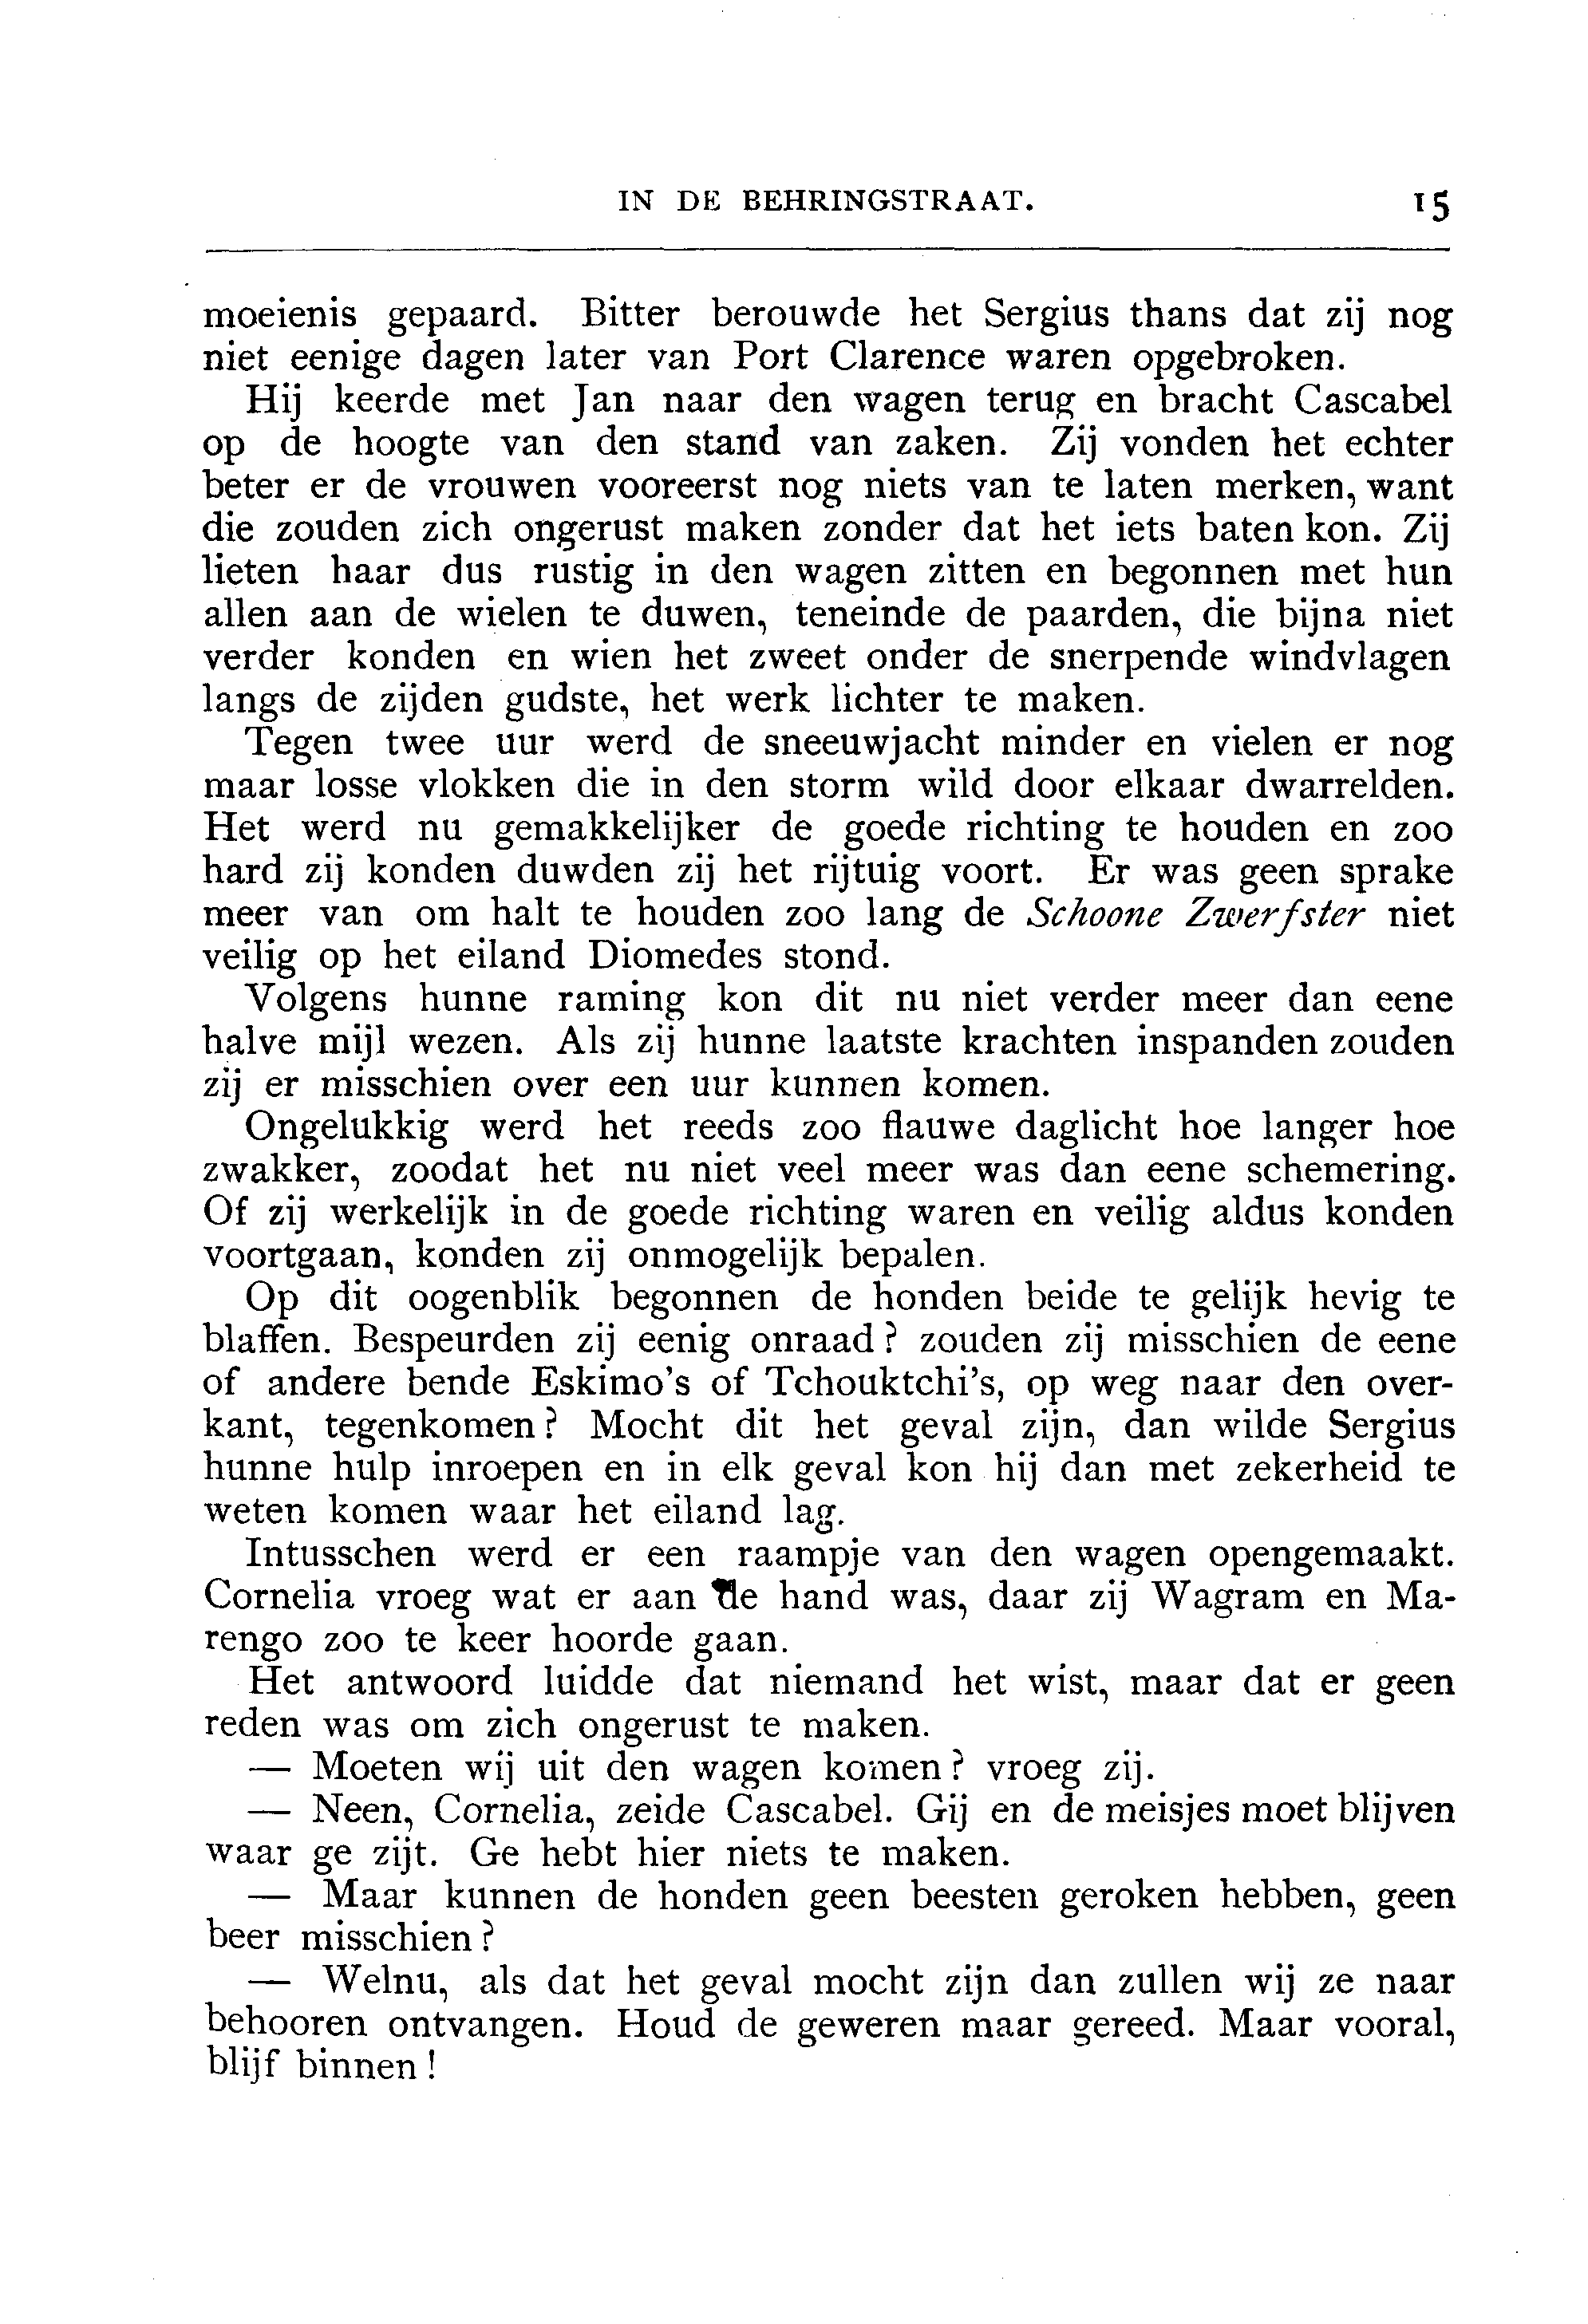 IN DE BEHRINGSTRAAT. 15
moeienis gepaard. Bitter berouwde het Sergius thans dat zij nog
niet eenige dagen later van Port Clarence waren opgebroken.
Hij keerde met Jan naar den wagen terug en bracht Cascabel
op de hoogte van den stand van zaken. Zij vonden het echter
beter er de vrouwen vooreerst nog niets van te laten merken, want
die zouden zich ongerust maken zonder dat het iets baten kon. Zij
lieten haar dus rustig in den wagen zitten en begonnen met hun
allen aan de wielen te duwen, teneinde de paarden, die bijna niet
verder konden en wien het zweet onder de snerpende windvlagen
langs de zijden gudste, het werk lichter te maken.
Tegen twee uur werd de sneeuwjacht minder en vielen er nog
maar losse vlokken die in den storm wild door elkaar dwarrelden.
Het werd nu gemakkelijker de goede richting te houden en zoo
hard zij konden duwden zij het rijtuig voort. Er was geen sprake
meer van om halt te houden zoo lang de Schoone Zwerfster niet
veilig op het eiland Diomedes stond.
Volgens hunne raming kon dit nu niet verder meer dan eene
halve mijl wezen. Als zij hunne laatste krachten inspanden zouden
zij er misschien over een uur kunnen komen.
Ongelukkig werd het reeds zoo flauwe daglicht hoe langer hoe
zwakker, zoodat het nu niet veel meer was dan eene schemering.
Of zij werkelijk in de goede richting waren en veilig aldus konden
voortgaan, konden zij onmogelijk bepalen.
Op dit oogenblik begonnen de honden beide te gelijk hevig te
blaffen. Bespeurden zij eenig onraad? zouden zij misschien de eene
of andere bende Eskimo's of Tchouktchi's, op weg naar den over-
kant, tegenkomen? Mocht dit het geval zijn, dan wilde Sergius
hunne hulp inroepen en in elk geval kon hij dan met zekerheid te
weten komen waar het eiland lag.
Intusschen werd er een raampje van den wagen opengemaakt.
Cornelia vroeg wat er aan de hand was, daar zij Wagram en Ma-
rengo zoo te keer hoorde gaan.
Het antwoord luidde dat niemand het wist, maar dat er geen
reden was om zich ongerust te maken.
— Moeten wij uit den wagen komen? vroeg zij.
— Neen, Cornelia, zeide Cascabel. Gij en de meisjes moet blijven
waar ge zijt. Ge hebt hier niets te maken.
— Maar kunnen de honden geen beesten geroken hebben, geen
beer misschien?
— Welnu, als dat het geval mocht zijn dan zullen wij ze naar
behooren ontvangen. Houd de geweren maar gereed. Maar vooral,
blijf binnen!